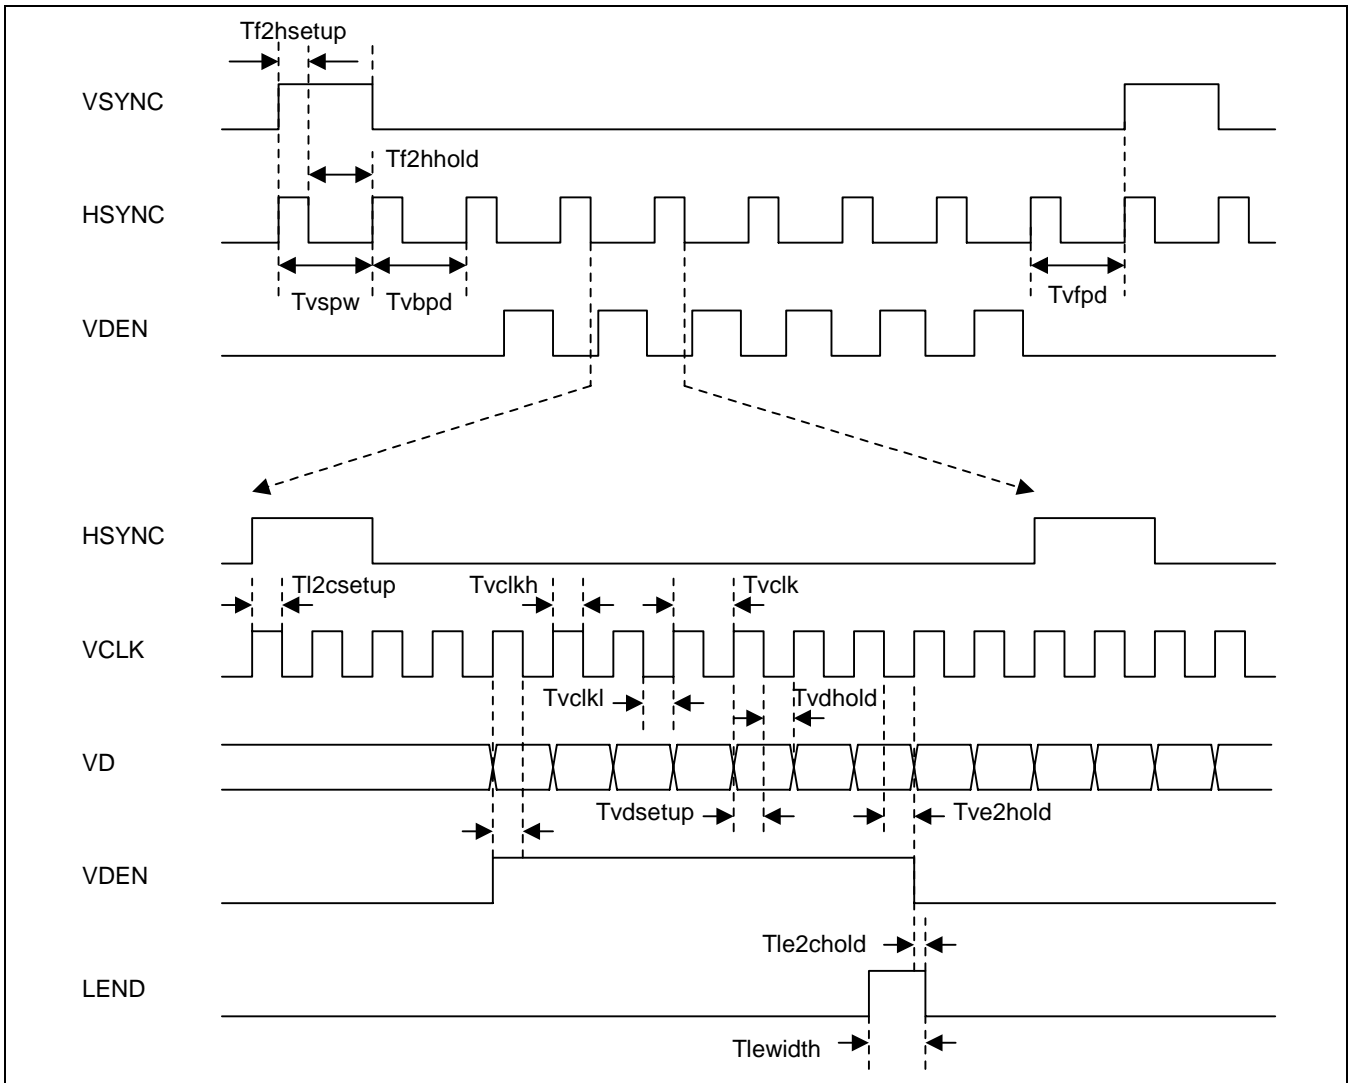 Tf2hsetup
VSYNC
Tf2hhold
HSYNC
Tvspw Tvbpd Tvfpd
VDEN
HSYNC
Tl2csetup Tvclkh Tvclk
VCLK
Tvclkl Tvdhold
VD
Tvdsetup Tve2hold
VDEN
Tle2chold
LEND
Tlewidth